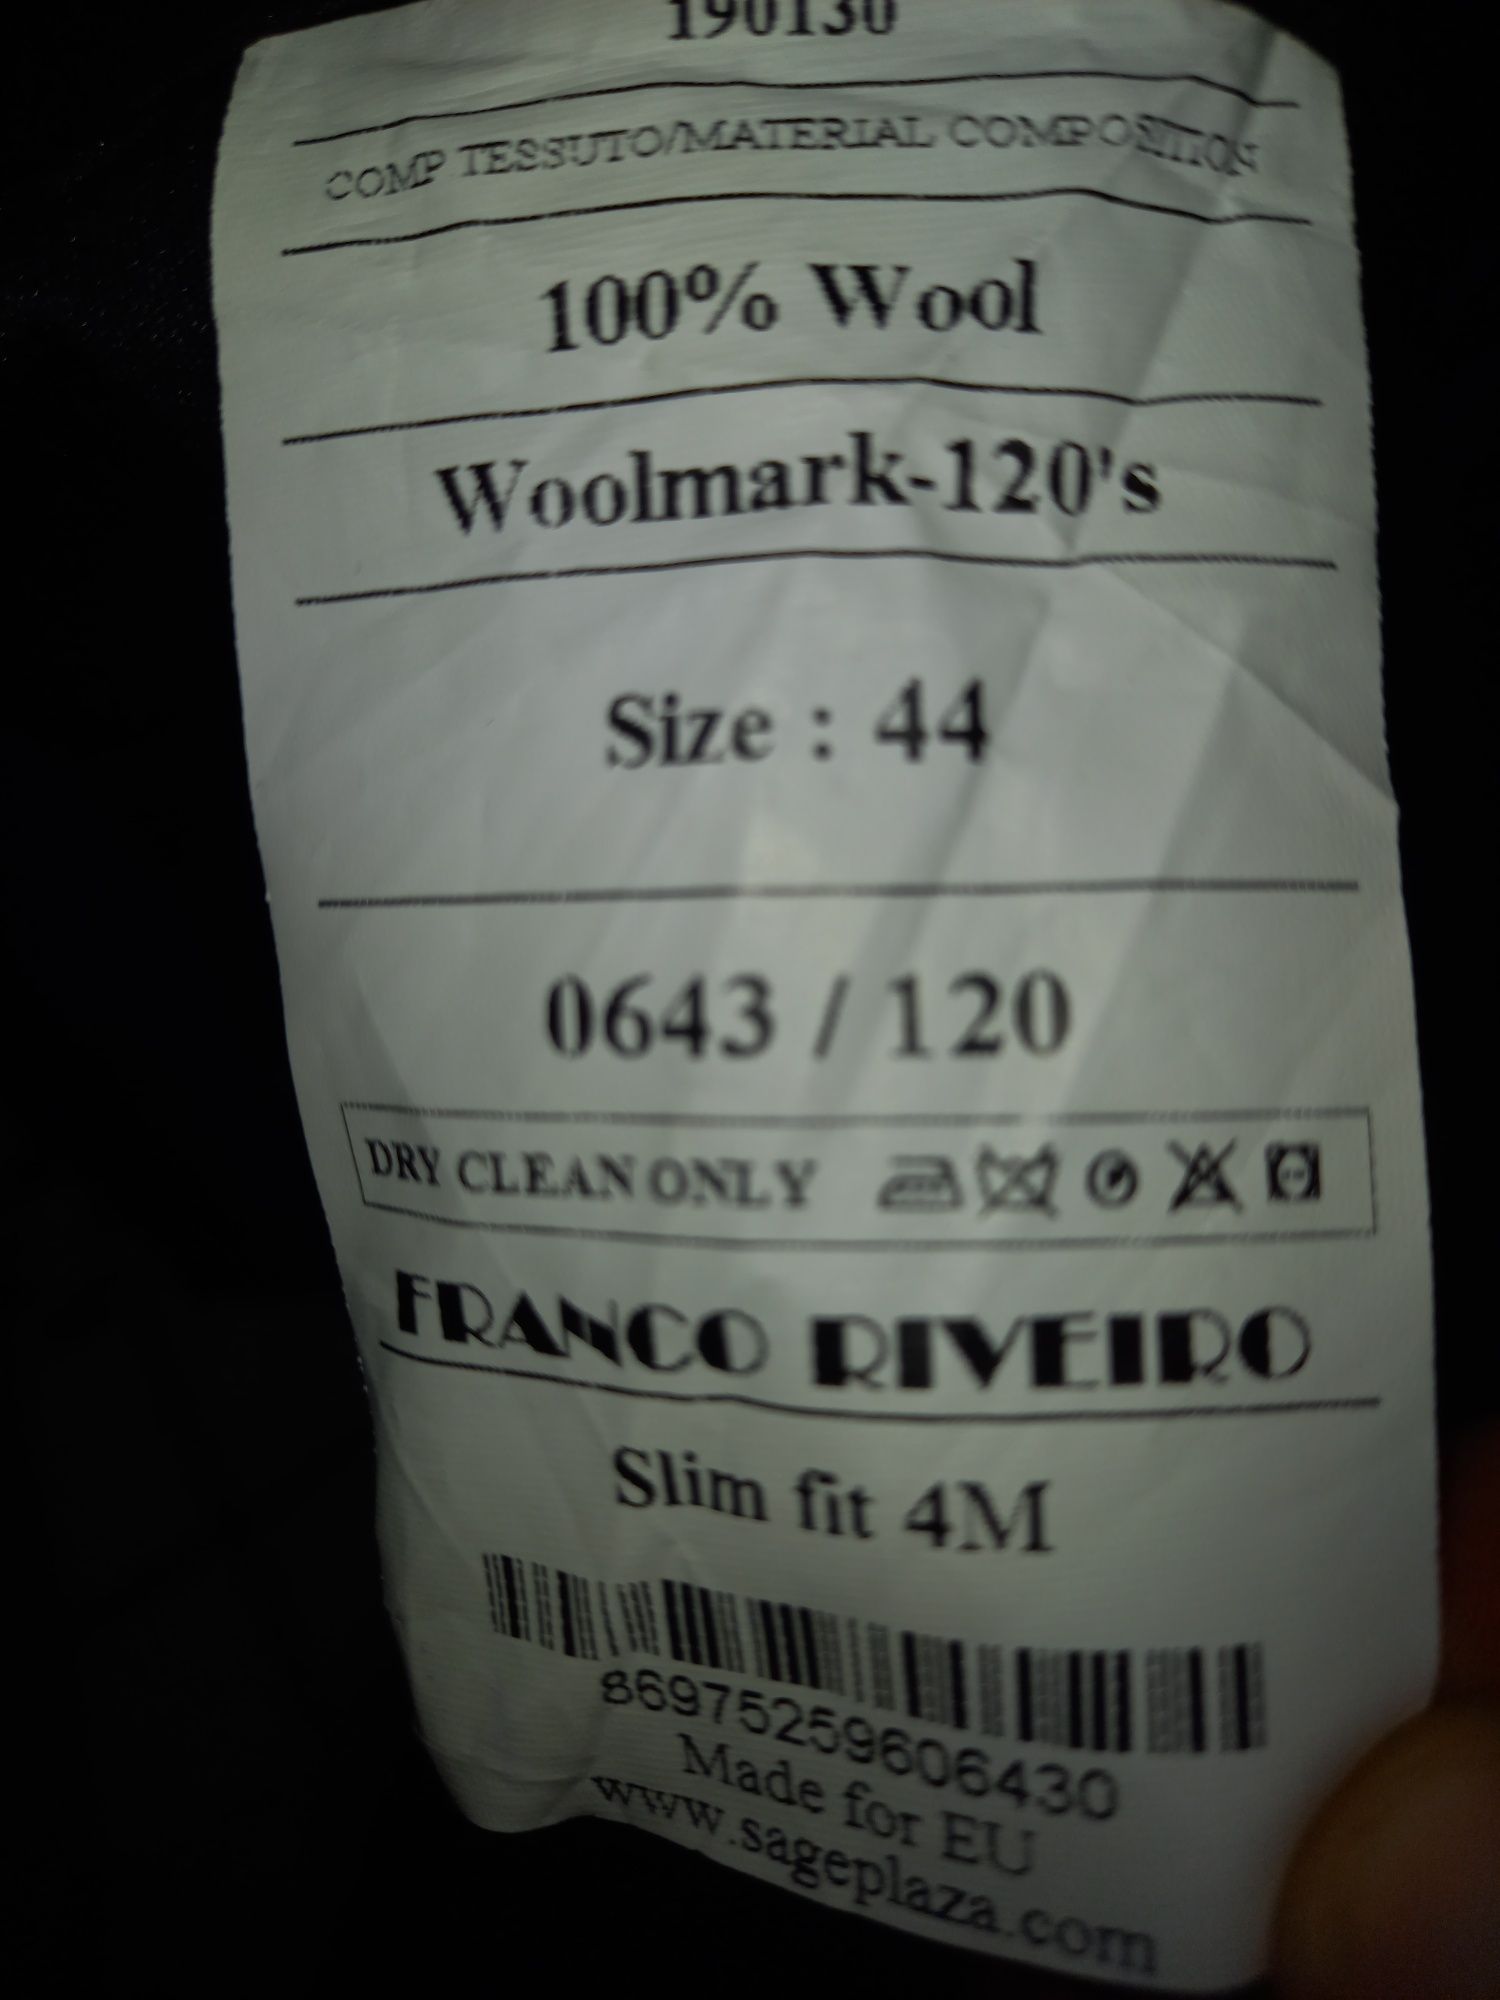 190130
COMP TESSUTO/MATERIAL COMPOSITION
100% Wool
Woolmark-120's
Size : 44
0643 / 120
DRY CLEAN ONLY
FRANCO RIVEIRO
Slim fit 4M
8697525960643​0
Made for EU
www.sageplaza.com